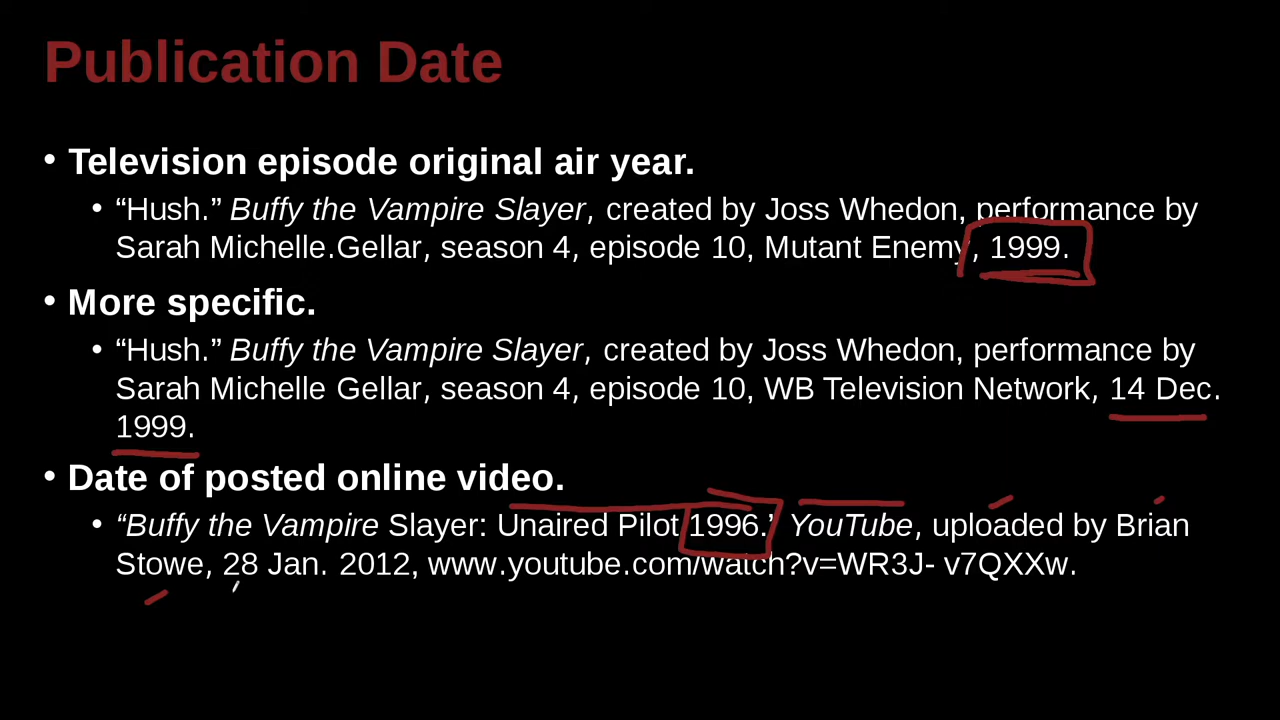 Publication Date
• Television episode original air year.
• “Hush.” Buffy the Vampire Slayer, created by Joss Whedon, performance by
Sarah Michelle.Gellar, season 4, episode 10, Mutant Enemy, 1999.
• More specific.
• “Hush.” Buffy the Vampire Slayer, created by Joss Whedon, performance by
Sarah Michelle Gellar, season 4, episode 10, WB Television Network, 14 Dec.
1999.
• Date of posted online video.
• “Buffy the Vampire Slayer: Unaired Pilot 1996.” YouTube, uploaded by Brian
Stowe, 28 Jan. 2012, www.youtube.com/watch?v=WR3J- v7QXXw.